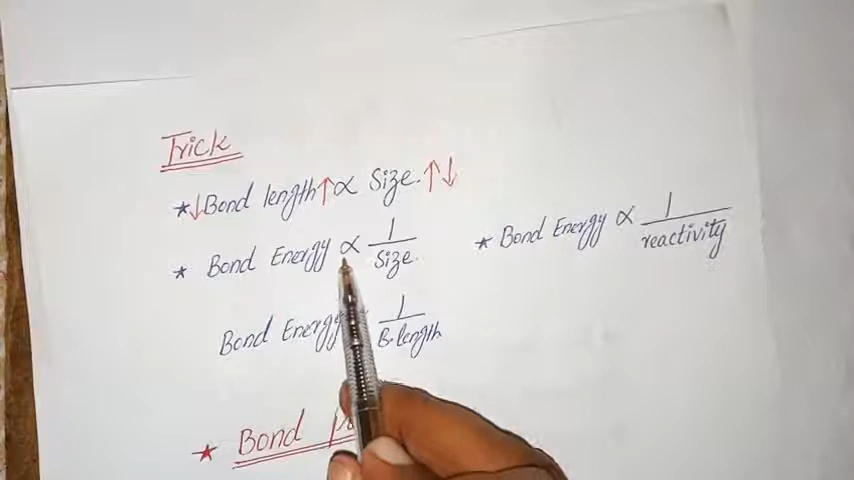 Trick
* ↓Bond length↑ ∝ Size.↑↓
* Bond Energy ∝ 1/Size.
* Bond Energy ∝ 1/reactivity
Bond Energy 1/B.length
* Bond